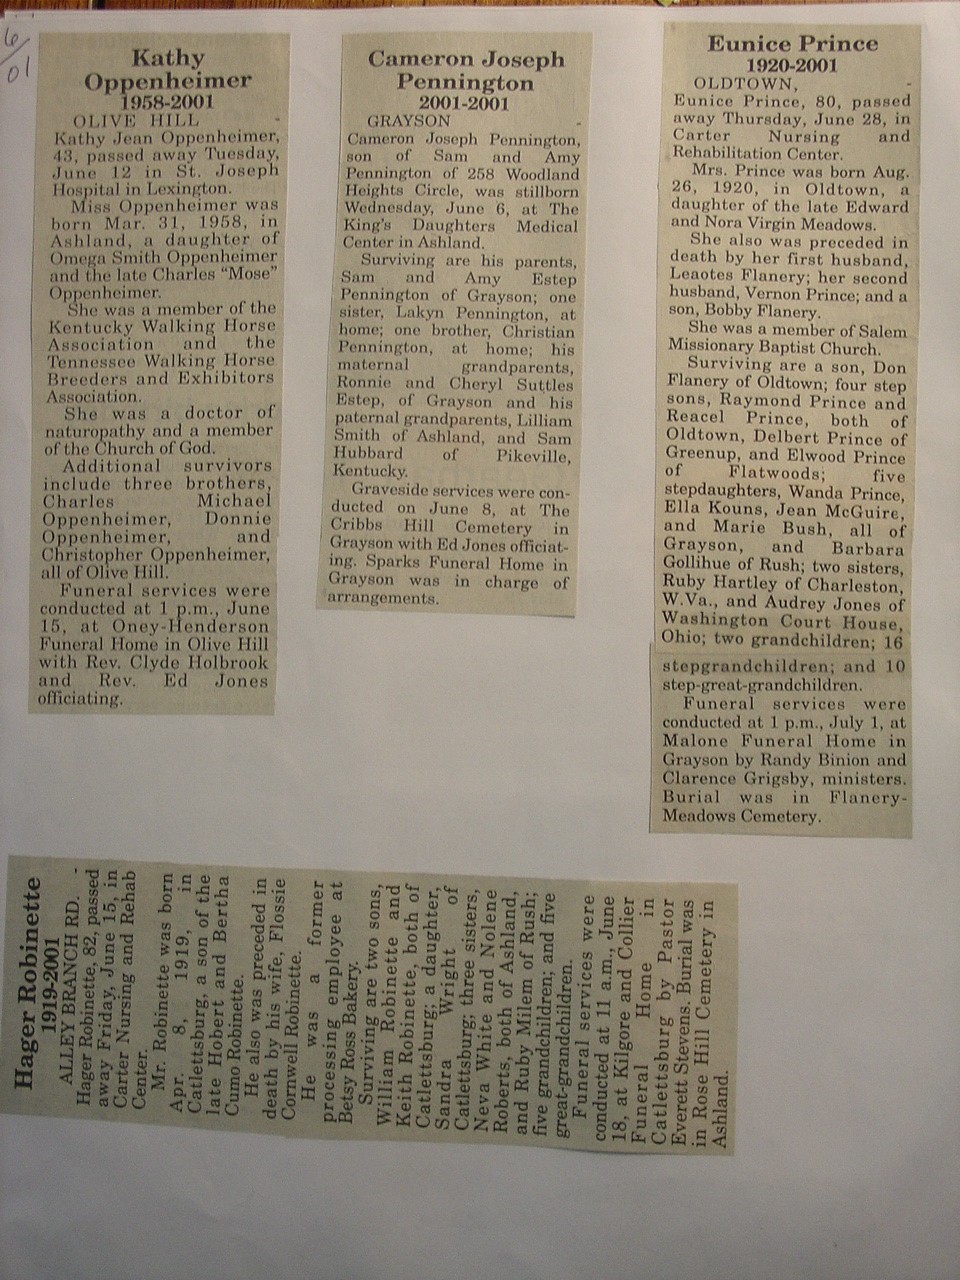 6/01
Kathy
Oppenheimer
1958-2001
OLIVE HILL -
Kathy Jean Oppenheimer,
43, passed away Tuesday,
June 12 in St. Joseph
Hospital in Lexington.
Miss Oppenheimer was
born Mar. 31, 1958, in
Ashland, a daughter of
Omega Smith Oppenheimer
and the late Charles “Mose”
Oppenheimer.
She was a member of the
Kentucky Walking Horse
Association and the
Tennessee Walking Horse
Breeders and Exhibitors
Association.
She was a doctor of
naturopathy and a member
of the Church of God.
Additional survivors
include three brothers,
Charles Michael
Oppenheimer, Donnie
Oppenheimer, and
Christopher Oppenheimer,
all of Olive Hill.
Funeral services were
conducted at 1 p.m., June
15, at Oney-Henderson
Funeral Home in Olive Hill
with Rev. Clyde Holbrook
and Rev. Ed Jones
officiating.
Cameron Joseph
Pennington
2001-2001
GRAYSON -
Cameron Joseph Pennington,
son of Sam and Amy
Pennington of 258 Woodland
Heights Circle, was stillborn
Wednesday, June 6, at The
King's Daughters Medical
Center in Ashland.
Surviving are his parents,
Sam and Amy Estep
Pennington of Grayson; one
sister, Lakyn Pennington, at
home; one brother, Christian
Pennington, at home; his
maternal grandparents,
Ronnie and Cheryl Suttles
Estep, of Grayson and his
paternal grandparents, Lilliam
Smith of Ashland, and Sam
Hubbard of Pikeville,
Kentucky.
Graveside services were con-
ducted on June 8, at The
Cribbs Hill Cemetery in
Grayson with Ed Jones officiat-
ing. Sparks Funeral Home in
Grayson was in charge of
arrangements.
Eunice Prince
1920-2001
OLDTOWN, -
Eunice Prince, 80, passed
away Thursday, June 28, in
Carter Nursing and
Rehabilitation Center.
Mrs. Prince was born Aug.
26, 1920, in Oldtown, a
daughter of the late Edward
and Nora Virgin Meadows.
She also was preceded in
death by her first husband,
Leaotes Flanery; her second
husband, Vernon Prince; and a
son, Bobby Flanery.
She was a member of Salem
Missionary Baptist Church.
Surviving are a son, Don
Flanery of Oldtown; four step
sons, Raymond Prince and
Reacel Prince, both of
Oldtown, Delbert Prince of
Greenup, and Elwood Prince
of Flatwoods; five
stepdaughters, Wanda Prince,
Ella Kouns, Jean McGuire,
and Marie Bush, all of
Grayson, and Barbara
Gollihue of Rush; two sisters,
Ruby Hartley of Charleston,
W.Va., and Audrey Jones of
Washington Court House,
Ohio; two grandchildren; 16
stepgrandchildren; and 10
step-great-grandchildren.
Funeral services were
conducted at 1 p.m., July 1, at
Malone Funeral Home in
Grayson by Randy Binion and
Clarence Grigsby, ministers.
Burial was in Flanery-
Meadows Cemetery.
Hager Robinette
1919-2001
ALLEY BRANCH RD. -
Hager Robinette, 82, passed
away Friday, June 15, in
Carter Nursing and Rehab
Center.
Mr. Robinette was born
Apr. 8, 1919, in
Catlettsburg, a son of the
late Hobert and Bertha
Cumo Robinette.
He also was preceded in
death by his wife, Flossie
Cornwell Robinette.
He was a former
processing employee at
Betsy Ross Bakery.
Surviving are two sons,
William Robinette and
Keith Robinette, both of
Catlettsburg; a daughter,
Sandra Wright of
Catlettsburg; three sisters,
Neva White and Nolene
Roberts, both of Ashland,
and Ruby Milem of Rush;
five grandchildren; and five
great-grandchildren.
Funeral services were
conducted at 11 a.m., June
18, at Kilgore and Collier
Funeral Home in
Catlettsburg by Pastor
Everett Stevens. Burial was
in Rose Hill Cemetery in
Ashland.